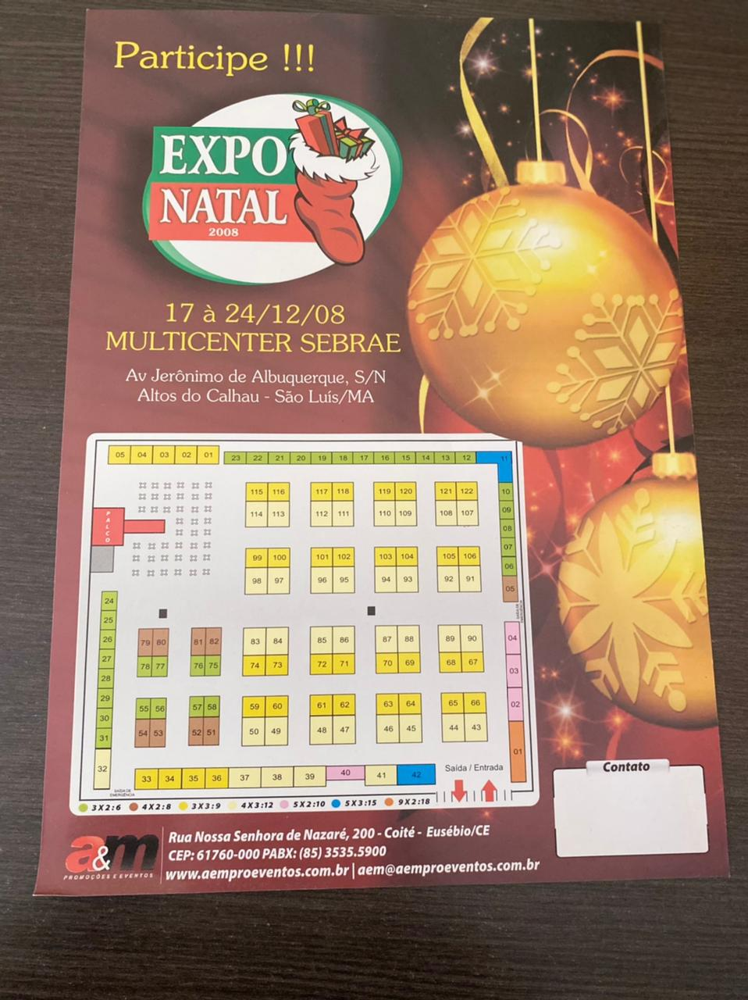 Participe !!!
EXPO
NATAL
2008
17 à 24/12/08
MULTICENTER SEBRAE
Av Jerônimo de Albuquerque, S/N
Altos do Calhau - São Luís/MA
05 04 03 02 01 23 22 21 20 19 18 17 16 15 14 13 12 11
115 116 117 118 119 120 121 122 10
114 113 112 111 110 109 108 107 09
PALCO
08
07
99 100 101 102 103 104 105 106 06
98 97 96 95 94 93 92 91 05
SAÍDA DE EMERGÊNCIA
24
25
26 79 80 81 82 83 84 85 86 87 88 89 90 04
27 78 77 76 75 74 73 72 71 70 69 68 67 03
28
29 55 56 57 58 59 60 61 62 63 64 65 66 02
30
31 54 53 52 51 50 49 48 47 46 45 44 43 01
32 33 34 35 36 37 38 39 40 41 42
Saída / Entrada
SAÍDA DE
EMERGÊNCIA
3X2:6 4X2:8 3X3:9 4X3:12 5X2:10 5X3:15 9X2:18
Contato
a&m
PROMOÇÕES E EVENTOS
Rua Nossa Senhora de Nazaré, 200 - Coité - Eusébio/CE
CEP: 61760-000 PABX: (85) 3535.5900
www.aemproeventos.com.br | aem@aemproeventos.com.br